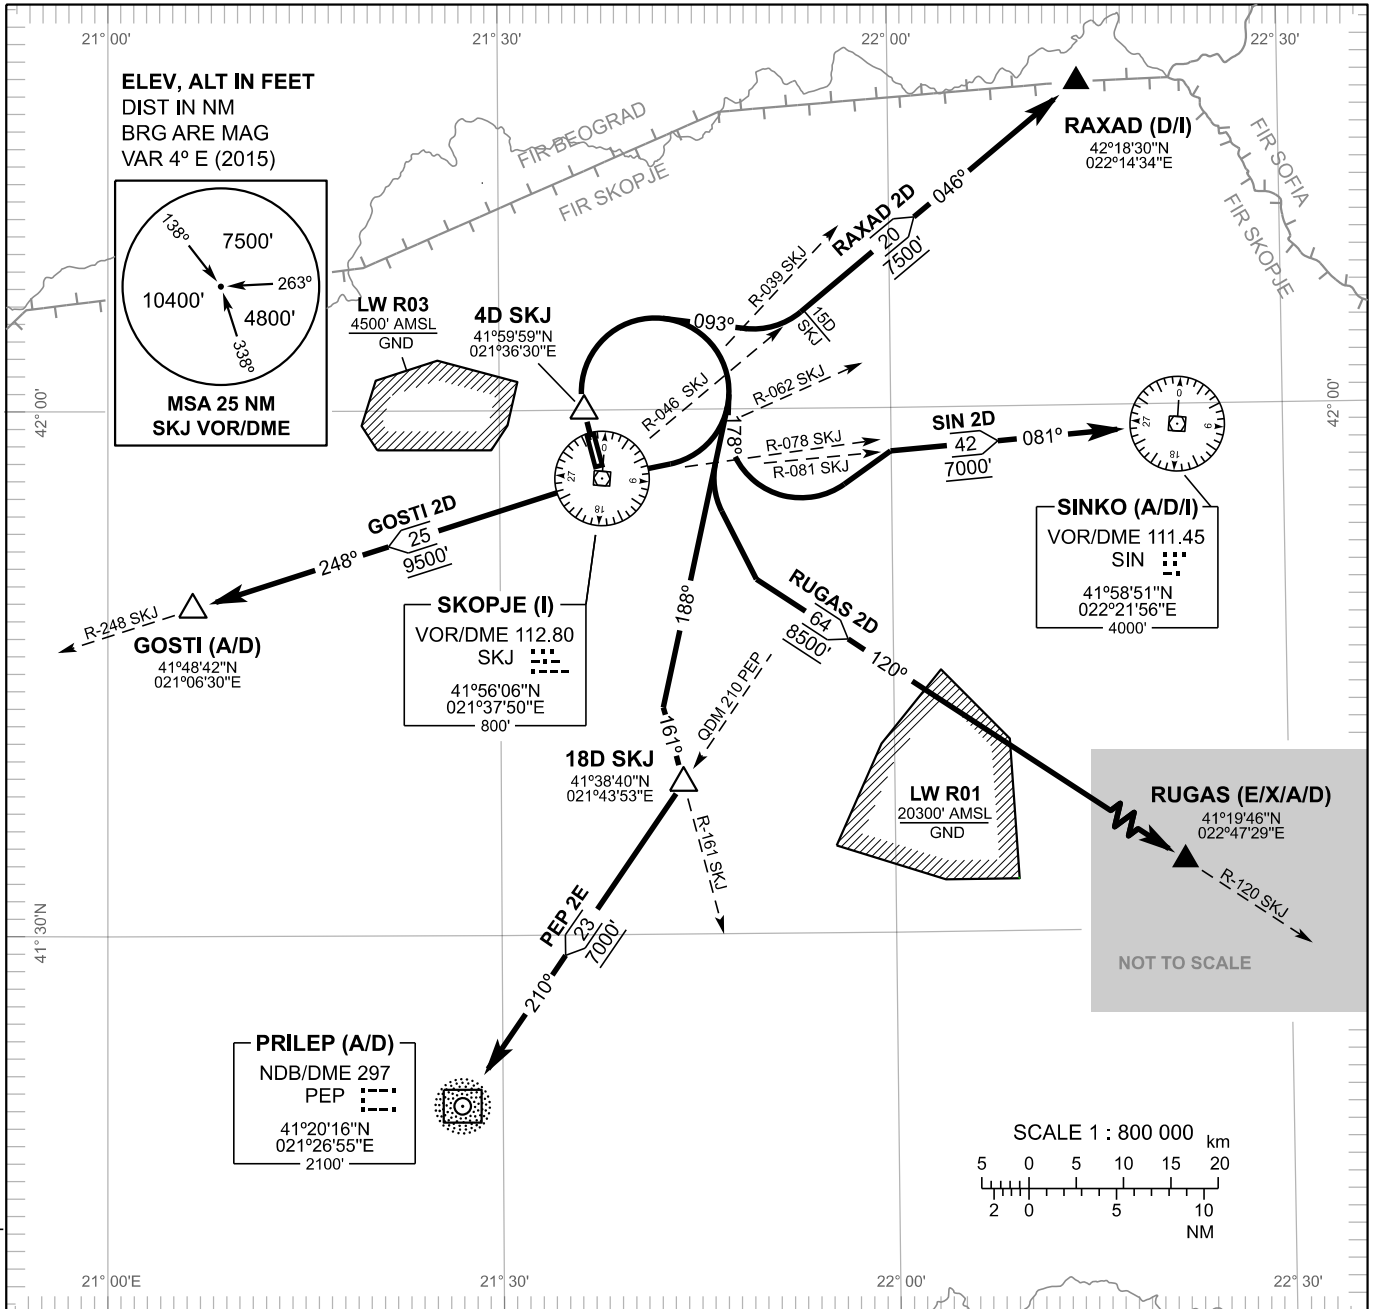 21° 00'
21° 30'
22° 00'
22° 30'
ELEV, ALT IN FEET
DIST IN NM
BRG ARE MAG
VAR 4° E (2015)
138°
7500'
263°
10400'
4800'
338°
MSA 25 NM
SKJ VOR/DME
FIR BEOGRAD
FIR SKOPJE
FIR SOFIA
FIR SKOPJE
RAXAD (D/I)
42°18'30"N
022°14'34"E
046°
RAXAD 2D
20
7500'
R-039 SKJ
LW R03
4500' AMSL
GND
4D SKJ
41°59'59"N
021°36'30"E
093°
15D
SKJ
R-046 SKJ
R-062 SKJ
42° 00'
42° 00'
178°
R-078 SKJ
R-081 SKJ
SIN 2D
42
7000'
081°
0
9
18
27
0
9
18
27
SINKO (A/D/I)
VOR/DME 111.45
SIN
41°58'51"N
022°21'56"E
4000'
GOSTI 2D
25
9500'
248°
R-248 SKJ
GOSTI (A/D)
41°48'42"N
021°06'30"E
SKOPJE (I)
VOR/DME 112.80
SKJ
41°56'06"N
021°37'50"E
800'
188°
RUGAS 2D
64
8500'
120°
QDM 210 PEP
161°
18D SKJ
41°38'40"N
021°43'53"E
R-161 SKJ
LW R01
20300' AMSL
GND
RUGAS (E/X/A/D)
41°19'46"N
022°47'29"E
R-120 SKJ
NOT TO SCALE
41° 30'N
PEP 2E
23
7000'
210°
PRILEP (A/D)
NDB/DME 297
PEP
41°20'16"N
021°26'55"E
2100'
SCALE 1 : 800 000 km
5 0 5 10 15 20
2 0 5 10
NM
21° 00'E
21° 30'
22° 00'
22° 30'